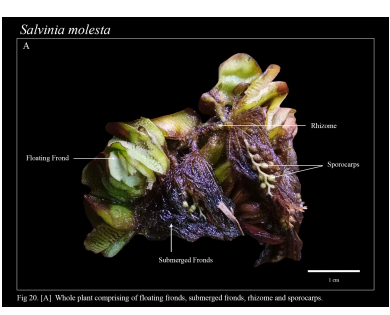 Salvinia molesta
A
Rhizome
Floating Frond
Sporocarps
Submerged Fronds
1 cm
Fig 20. [A] Whole plant comprising of floating fronds, submerged fronds, rhizome and sporocarps.